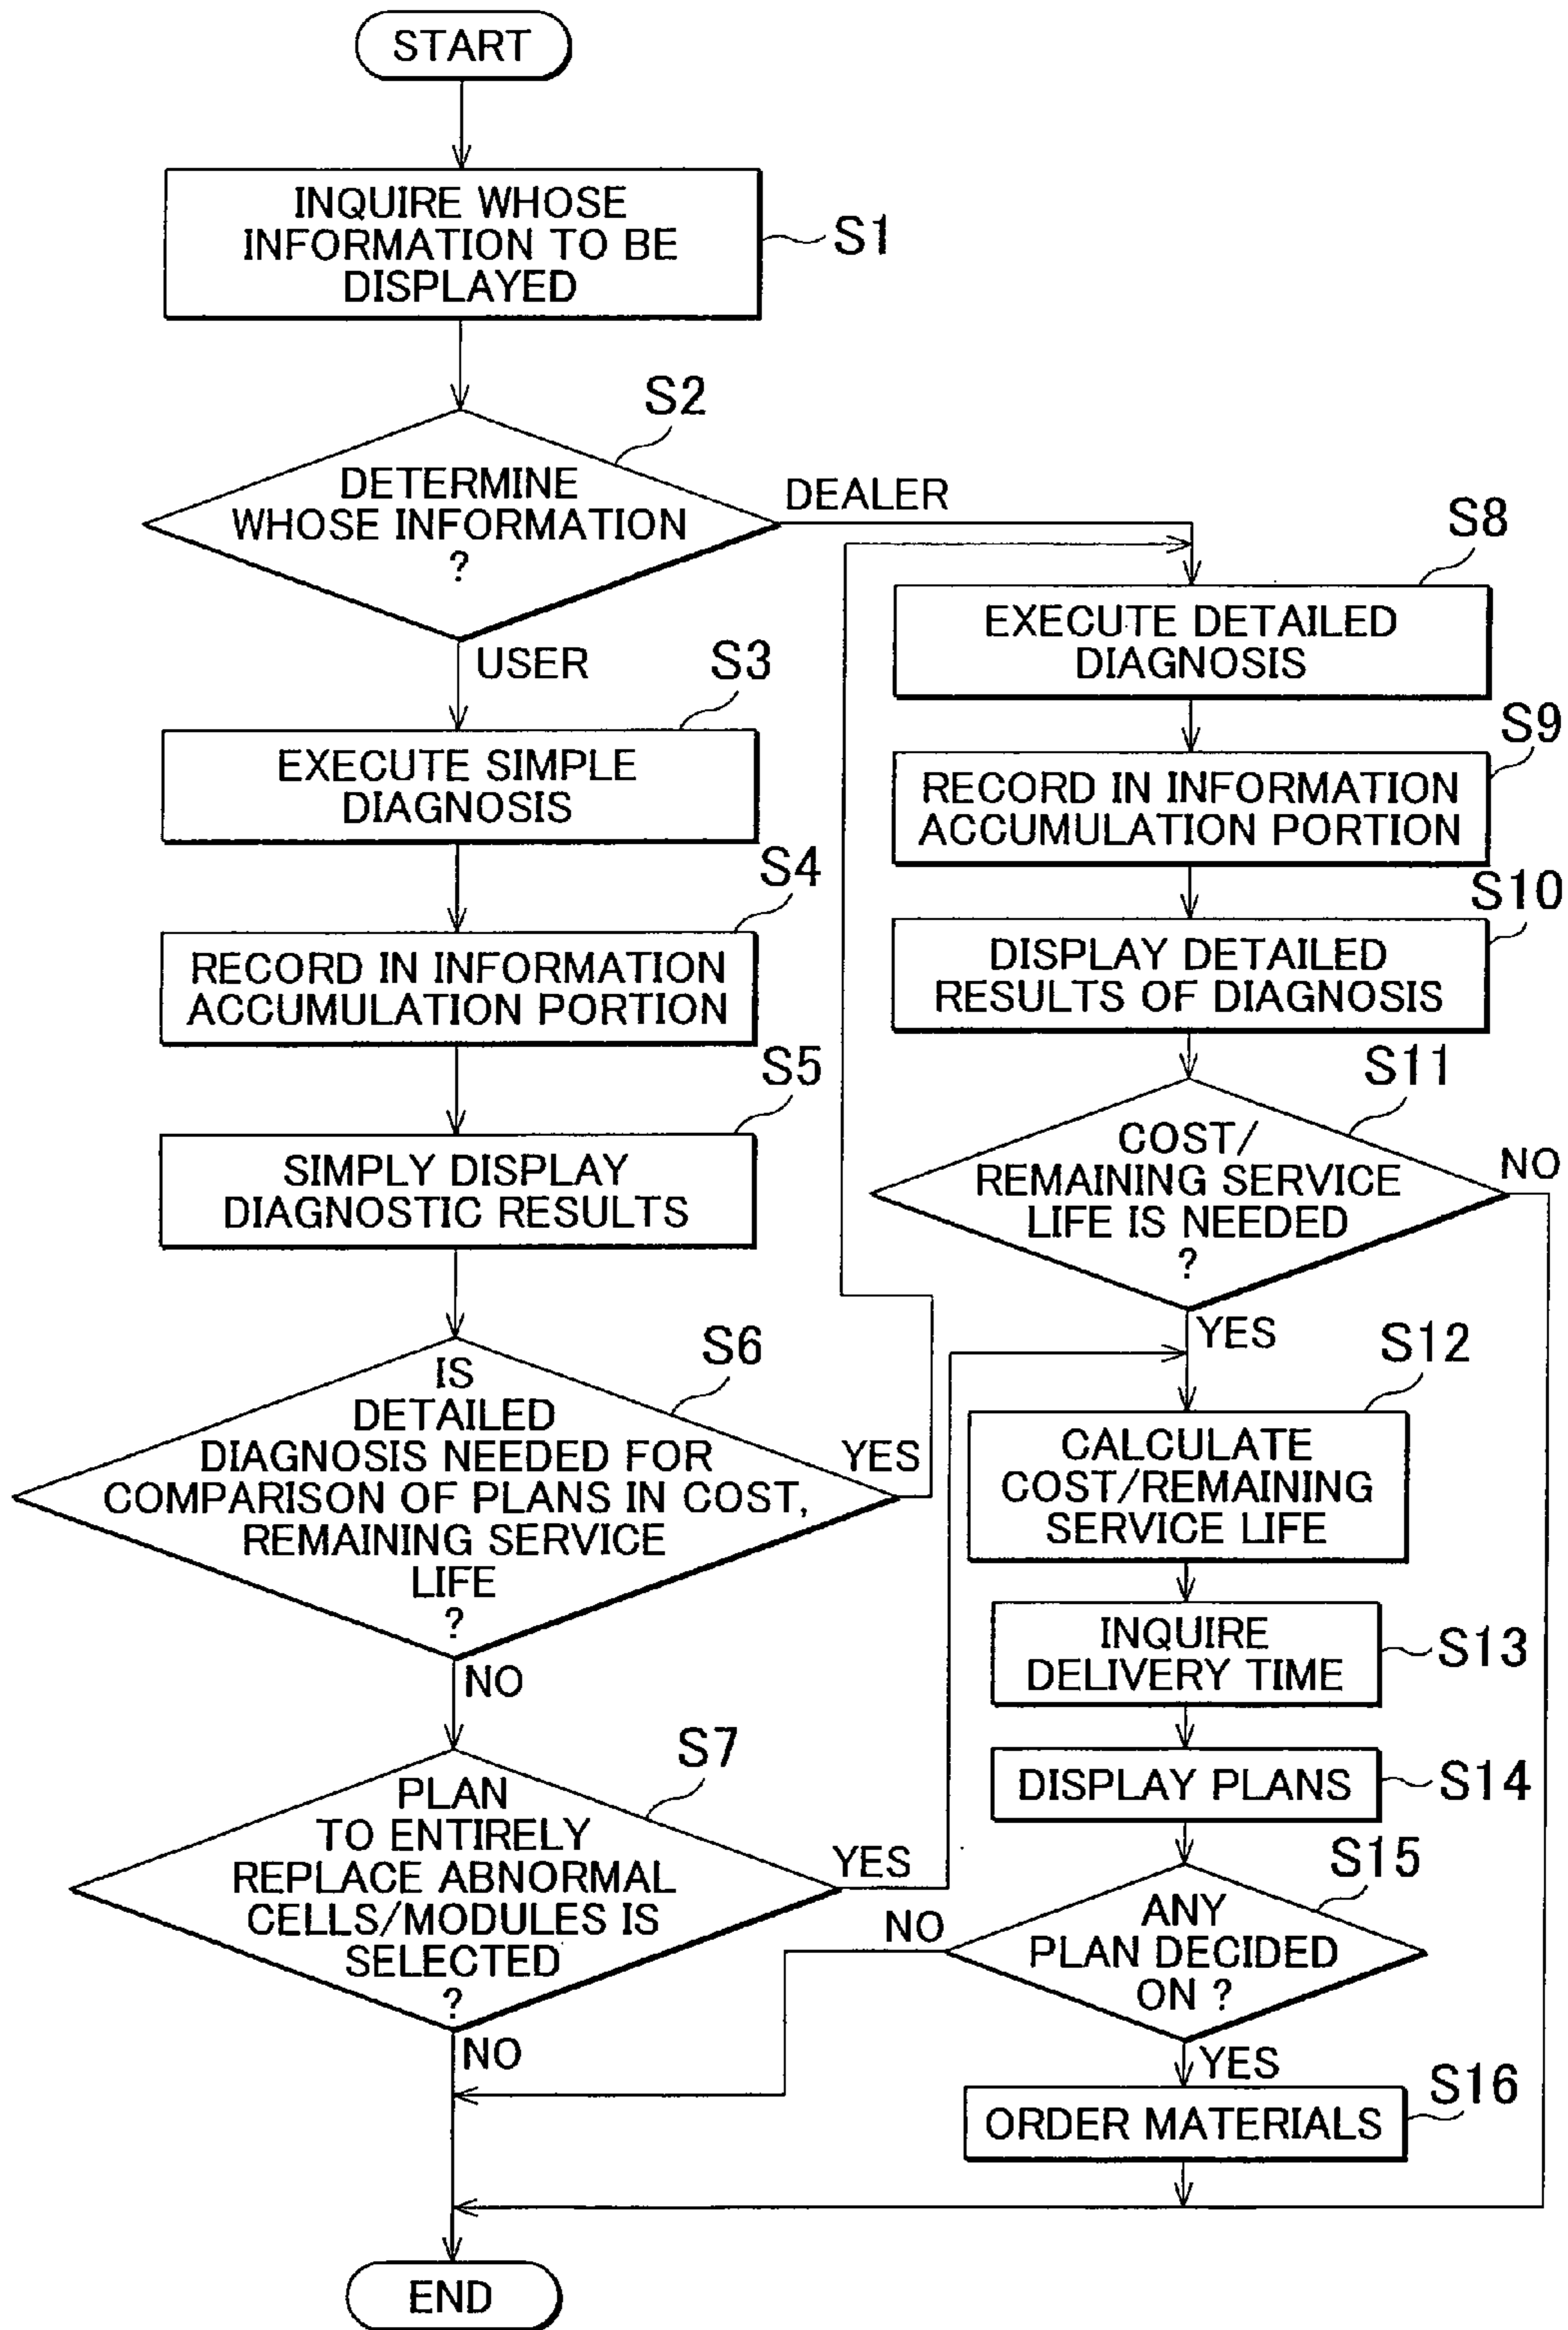 START
INQUIRE WHOSE
INFORMATION TO BE
DISPLAYED
S1
S2
DETERMINE
WHOSE INFORMATION
?
DEALER
USER
S3
EXECUTE SIMPLE
DIAGNOSIS
S4
RECORD IN INFORMATION
ACCUMULATION PORTION
S5
SIMPLY DISPLAY
DIAGNOSTIC RESULTS
S6
IS
DETAILED
DIAGNOSIS NEEDED FOR
COMPARISON OF PLANS IN COST,
REMAINING SERVICE
LIFE
?
YES
NO
S7
PLAN
TO ENTIRELY
REPLACE ABNORMAL
CELLS/MODULES IS
SELECTED
?
YES
NO
S8
EXECUTE DETAILED
DIAGNOSIS
S9
RECORD IN INFORMATION
ACCUMULATION PORTION
S10
DISPLAY DETAILED
RESULTS OF DIAGNOSIS
S11
COST/
REMAINING SERVICE
LIFE IS NEEDED
?
NO
YES
S12
CALCULATE
COST/REMAINING
SERVICE LIFE
INQUIRE
DELIVERY TIME
S13
DISPLAY PLANS
S14
S15
ANY
PLAN DECIDED
ON ?
NO
YES
S16
ORDER MATERIALS
END